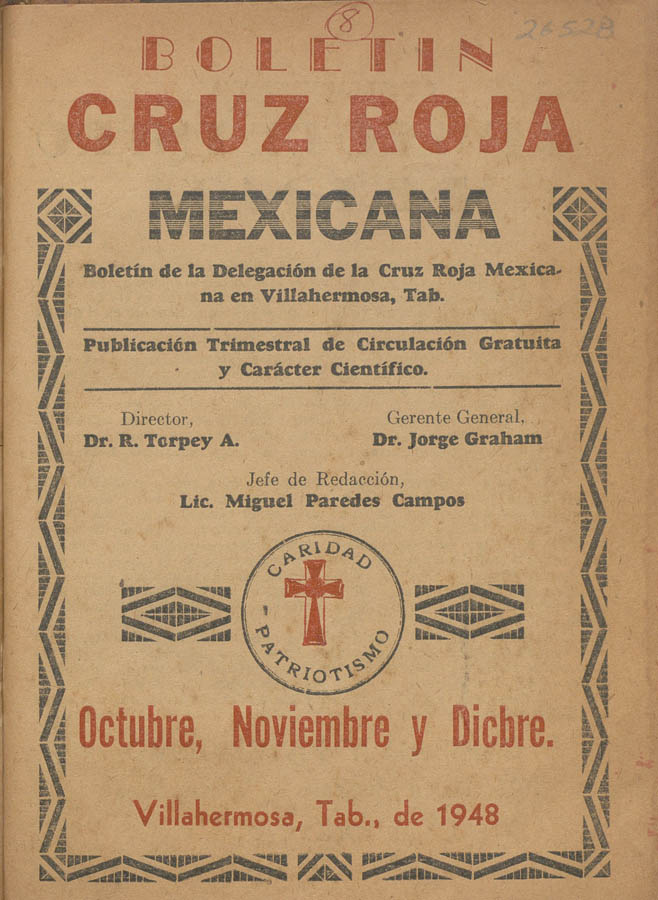 8
26528
BOLETIN
CRUZ ROJA
MEXICANA
Boletín de la Delegación de la Cruz Roja Mexica-
na en Villahermosa, Tab.
Publicación Trimestral de Circulación Gratuita
y Carácter Científico.
Director,
Dr. R. Torpey A.
Gerente General,
Dr. Jorge Graham
Jefe de Redacción,
Lic. Miguel Paredes Campos
CARIDAD
- PATRIOTISMO
Octubre, Noviembre y Dicbre.
Villahermosa, Tab., de 1948